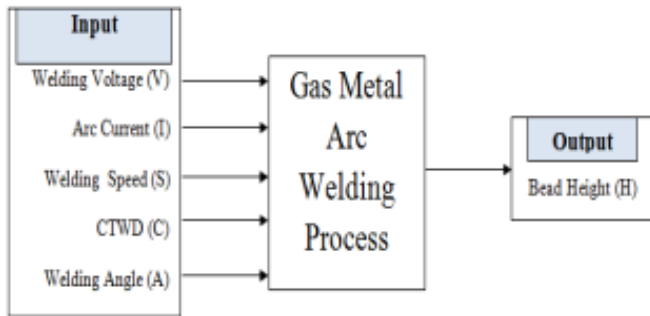 Input
Welding Voltage (V)
Arc Current (I)
Welding Speed (S)
CTWD (C)
Welding Angle (A)
Gas Metal
Arc
Welding
Process
Output
Bead Height (H)